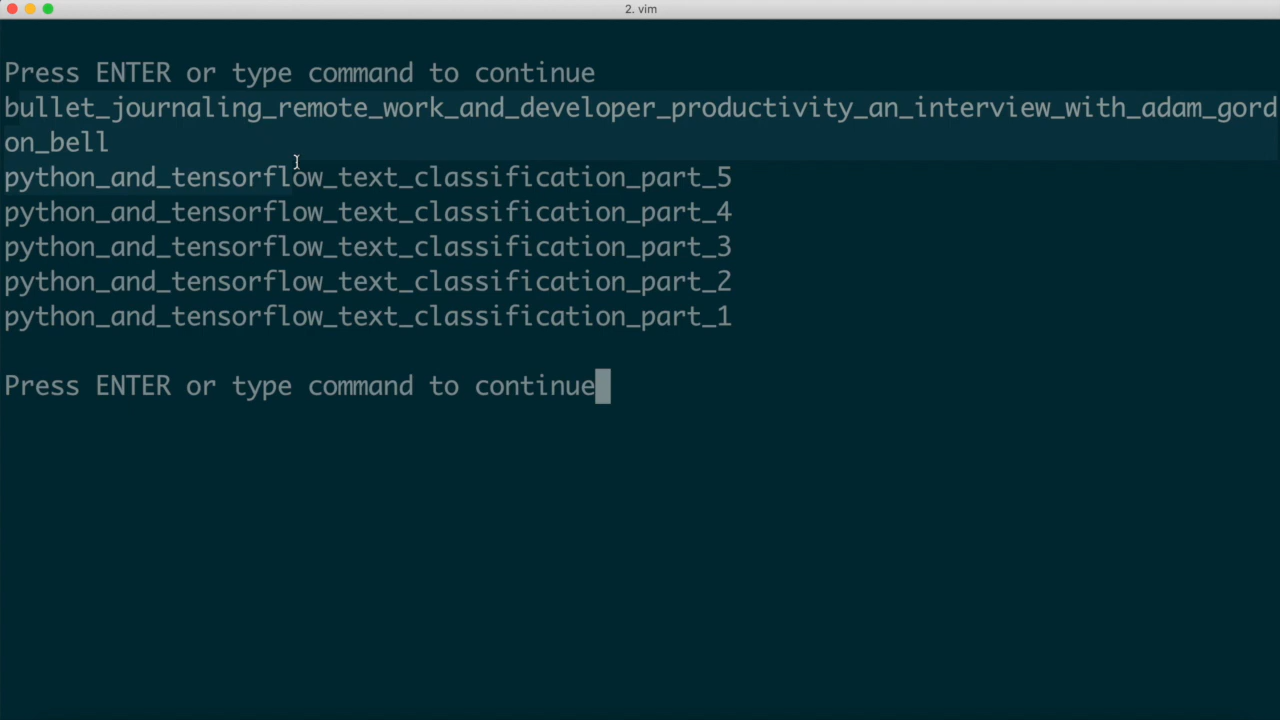 2. vim
Press ENTER or type command to continue
bullet_journaling_remote_work_and_developer_productivity_an_interview_with_adam_gord
on_bell
python_and_tensorflow_text_classification_part_5
python_and_tensorflow_text_classification_part_4
python_and_tensorflow_text_classification_part_3
python_and_tensorflow_text_classification_part_2
python_and_tensorflow_text_classification_part_1
Press ENTER or type command to continue